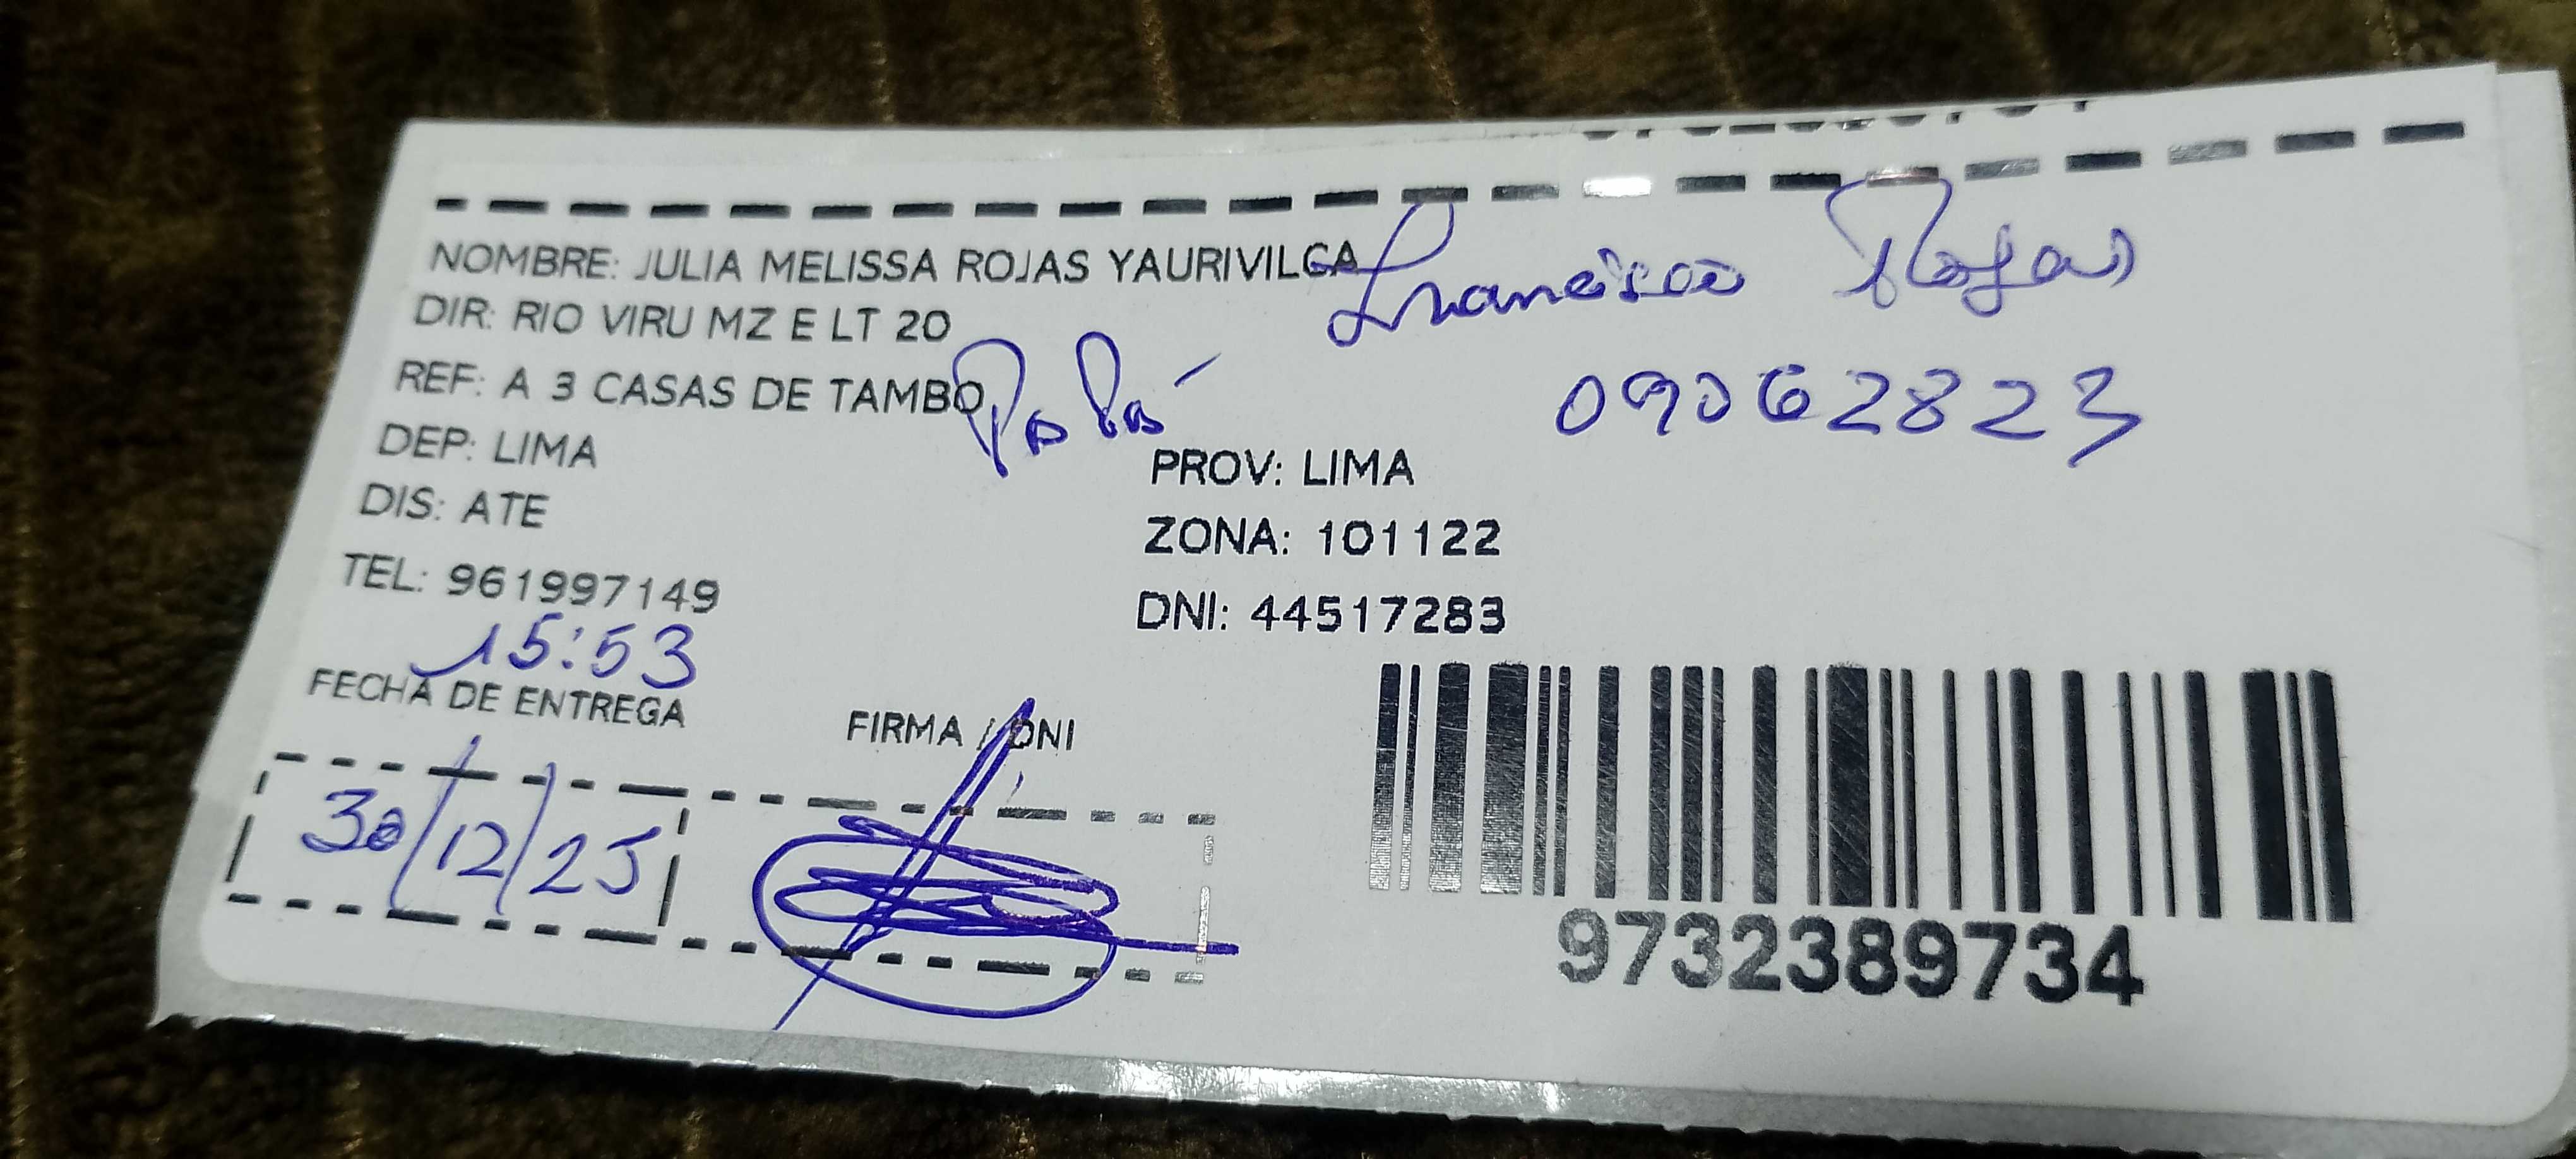 NOMBRE: JULIA MELISSA ROJAS YAURIVILCA
Francisco Rojas
DIR: RIO VIRU MZ E LT 20
REF: A 3 CASAS DE TAMBO
Papá
09062823
DEP: LIMA
PROV: LIMA
DIS: ATE
ZONA: 101122
TEL: 961997149
DNI: 44517283
15:53
FECHA DE ENTREGA
FIRMA / DNI
30/12/25
9732389734